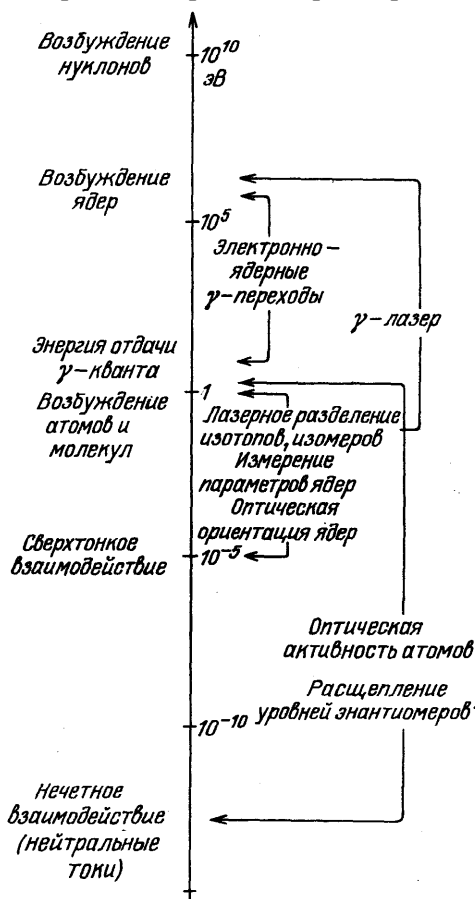 Возбуждение
нуклонов
10¹⁰
эВ
Возбуждение
ядер
10⁵
Электронно-
ядерные
γ-переходы
γ-лазер
Энергия отдачи
γ-кванта
1
Возбуждение
атомов и
молекул
Лазерное разделение
изотопов, изомеров
Измерение
параметров ядер
Оптическая
ориентация ядер
Сверхтонкое
взаимодействие
10⁻⁵
Оптическая
активность атомов
Расщепление
уровней энантиомеров
10⁻¹⁰
Нечетное
взаимодействие
(нейтральные
токи)